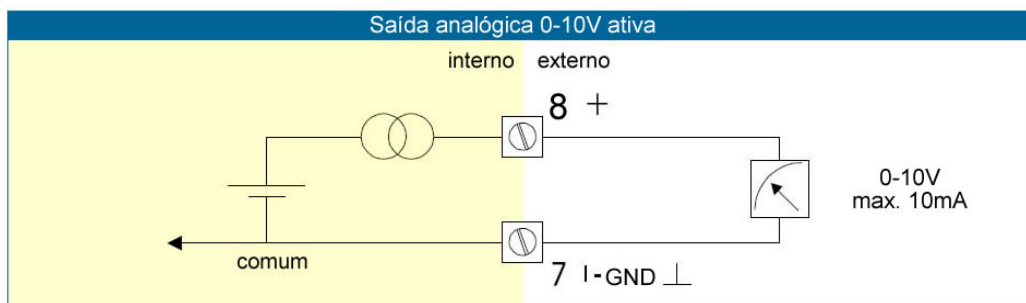 Saída analógica 0-10V ativa
interno externo
8 +
0-10V
max. 10mA
comum
7 I - GND ⊥